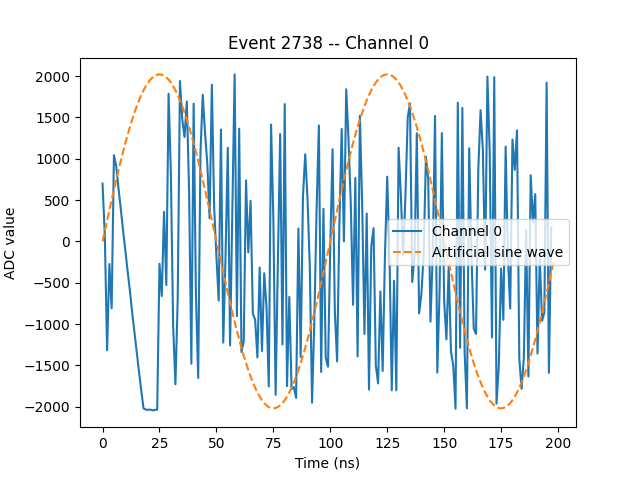 Event 2738 -- Channel 0
ADC value
2000
1500
1000
500
0
−500
−1000
−1500
−2000
Channel 0
Artificial sine wave
0 25 50 75 100 125 150 175 200
Time (ns)